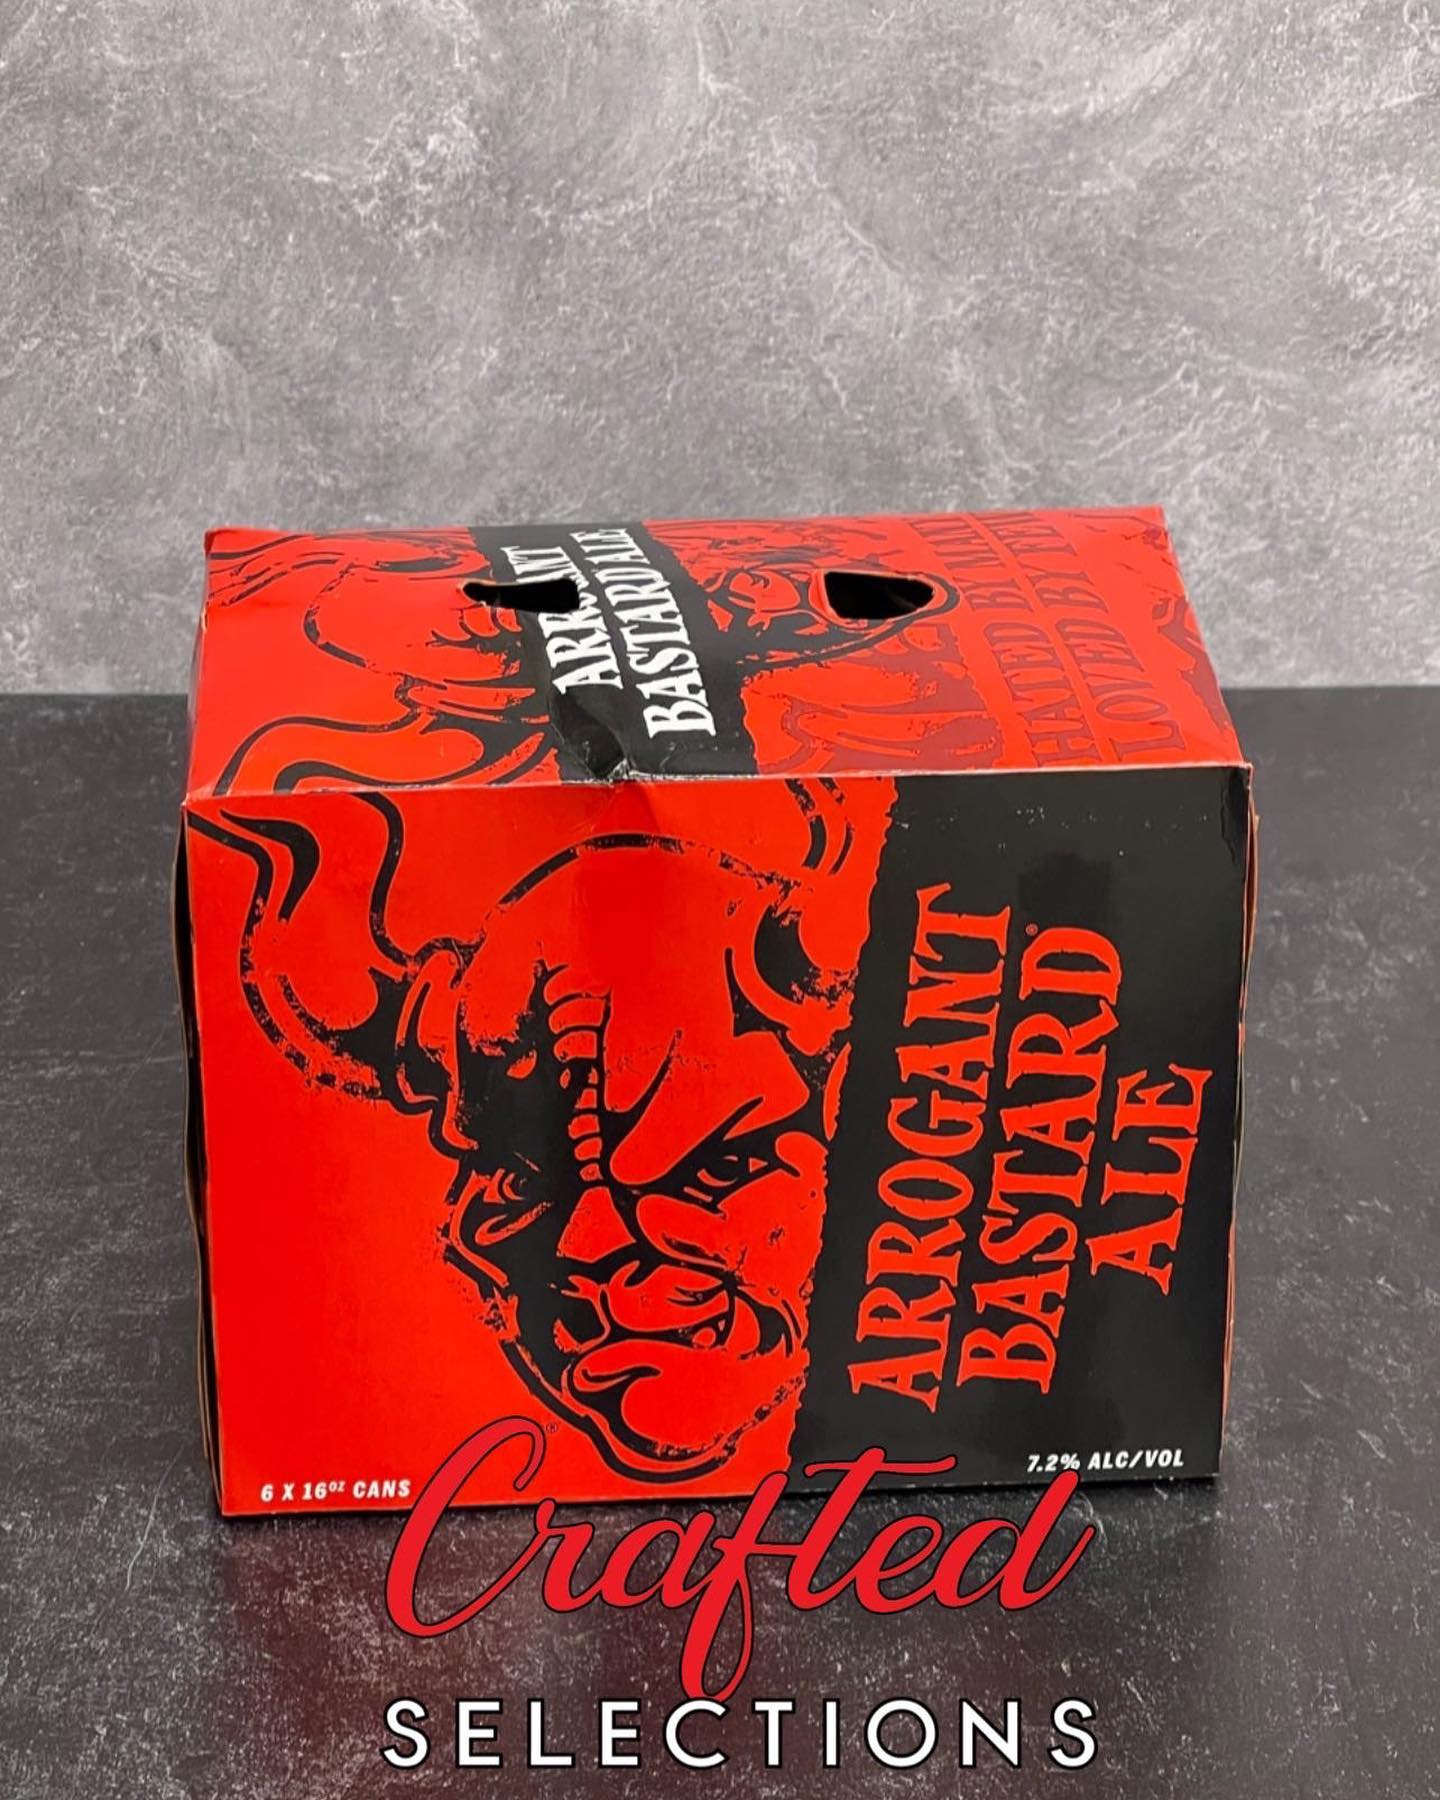 ARROGANT
BASTARD ALE
HATED BY MANY
LOVED BY FEW
ARROGANT
BASTARD®
ALE
®
6 X 16oz CANS
7.2% ALC/VOL
Crafted
SELECTIONS